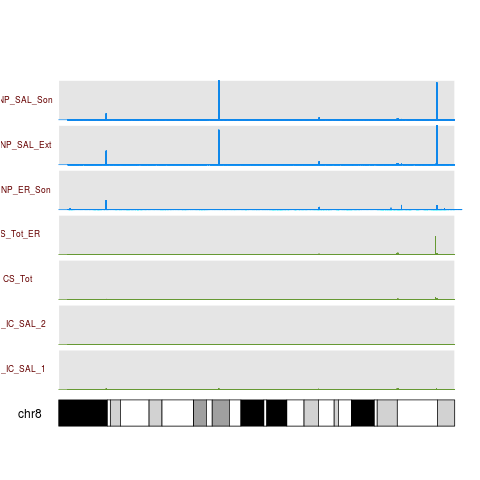 NP_SAL_Son
NP_SAL_Ext
NP_ER_Son
S_Tot_ER
CS_Tot
_IC_SAL_2
_IC_SAL_1
chr8